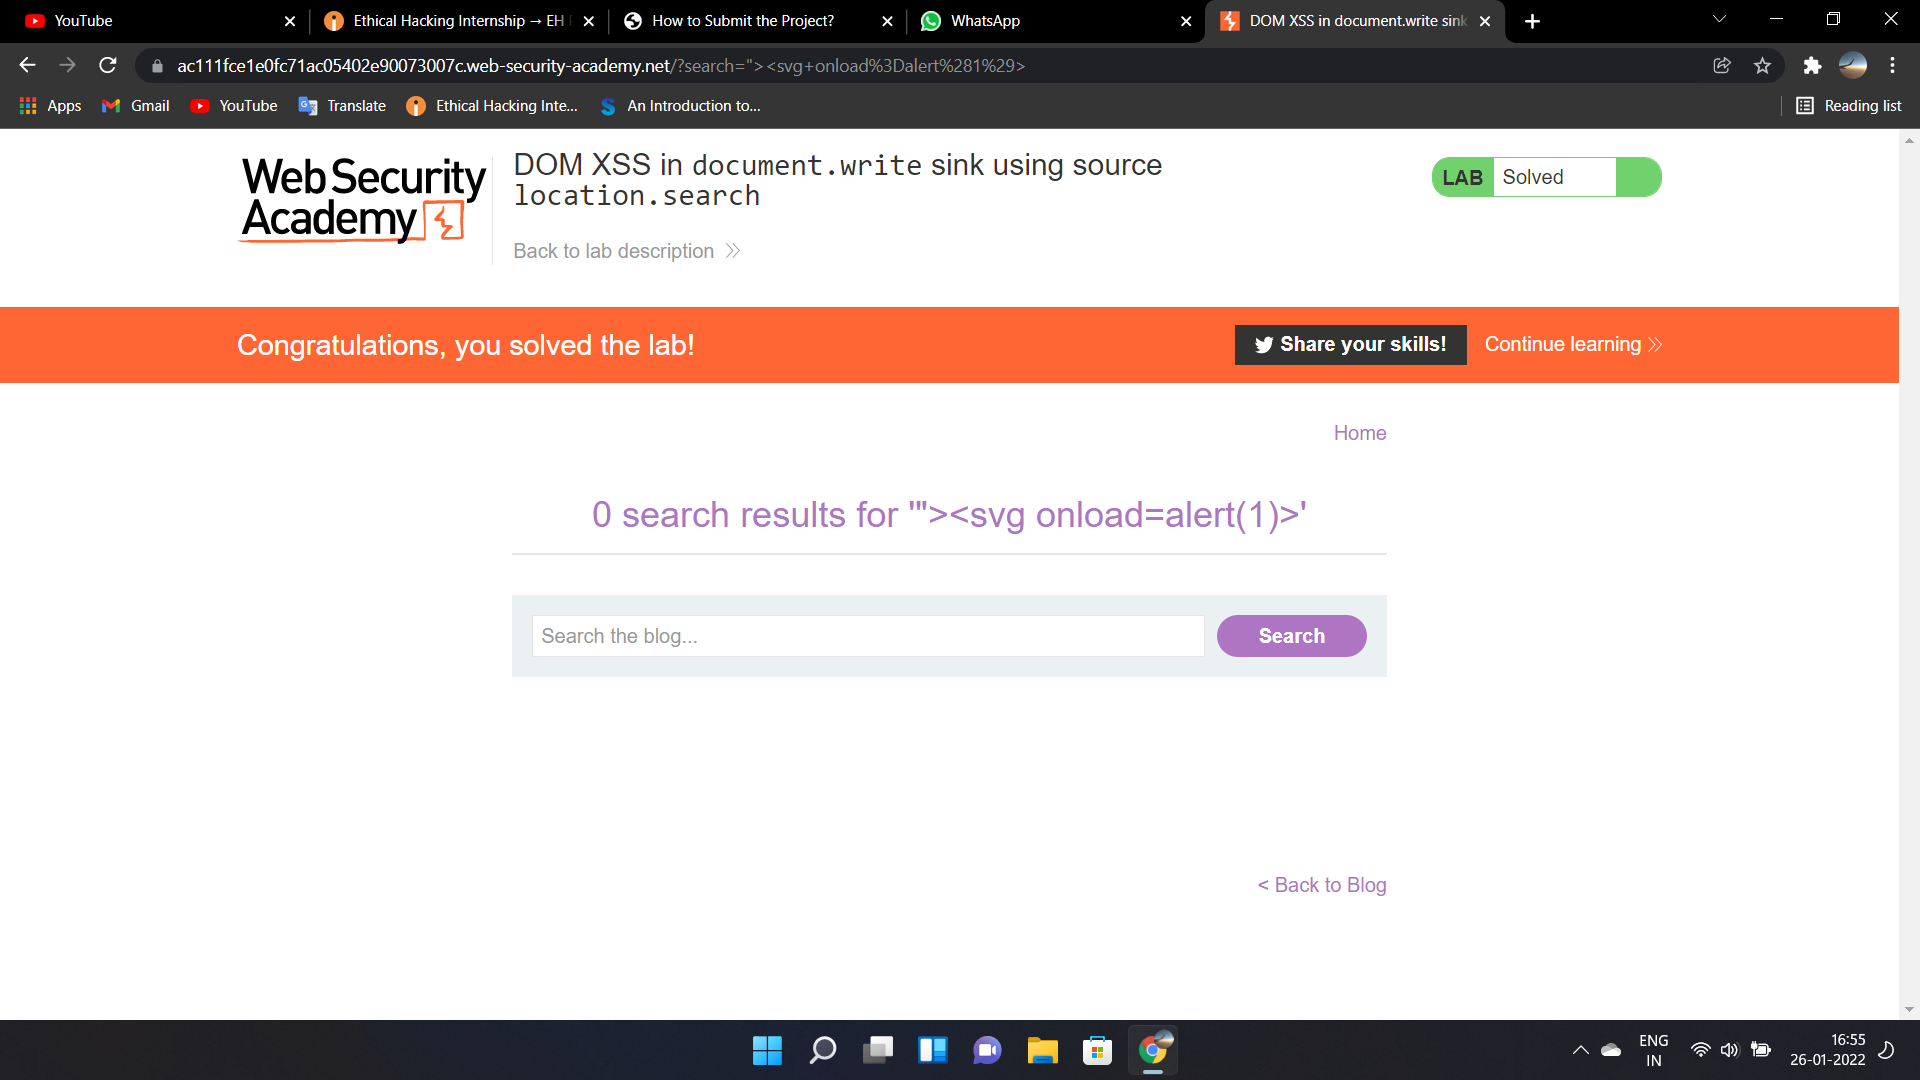 YouTube
Ethical Hacking Internship → EH
How to Submit the Project?
WhatsApp
DOM XSS in document.write sink
ac111fce1e0fc71ac05402e90073007c.web-security-academy.net/?search="><svg+onload%3Dalert%281%29>
Apps
Gmail
YouTube
Translate
Ethical Hacking Inte...
An Introduction to...
Reading list
Web Security
Academy
DOM XSS in document.write sink using source
location.search
Back to lab description
LAB
Solved
Congratulations, you solved the lab!
Share your skills!
Continue learning
Home
0 search results for '"><svg onload=alert(1)>'
Search the blog...
Search
< Back to Blog
ENG
IN
16:55
26-01-2022